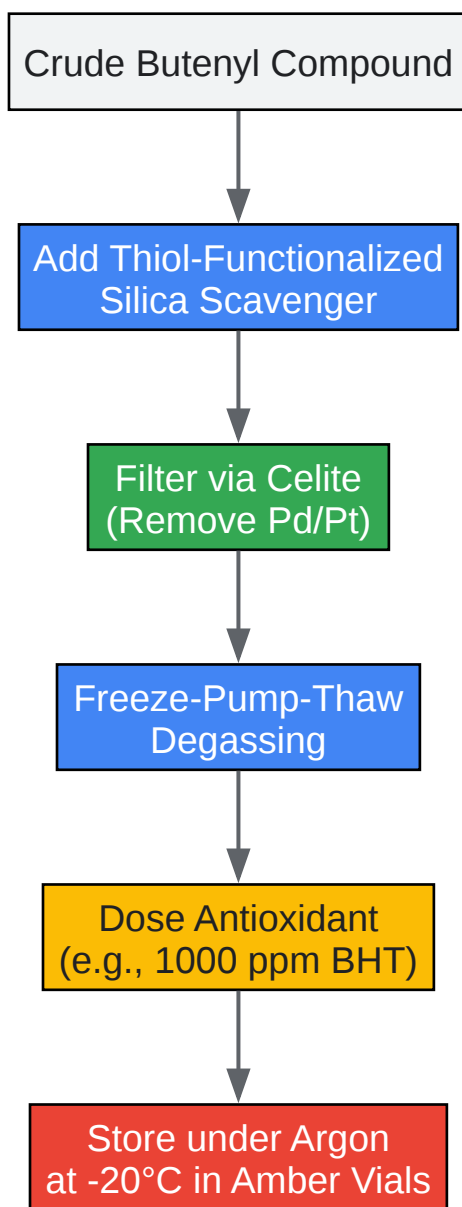 Crude Butenyl Compound
Add Thiol-Functionalized
Silica Scavenger
Filter via Celite
(Remove Pd/Pt)
Freeze-Pump-Thaw
Degassing
Dose Antioxidant
(e.g., 1000 ppm BHT)
Store under Argon
at -20°C in Amber Vials